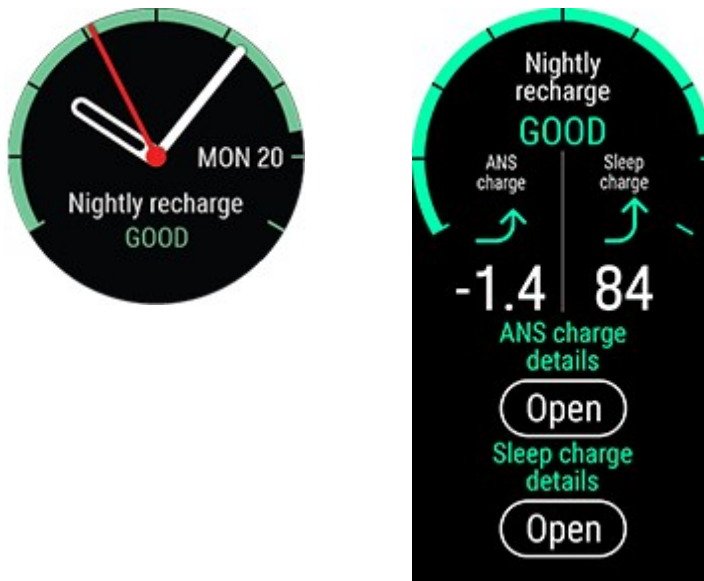 MON 20
Nightly recharge
GOOD
Nightly
recharge
GOOD
ANS
charge
Sleep
charge
-1.4
84
ANS charge
details
Open
Sleep charge
details
Open